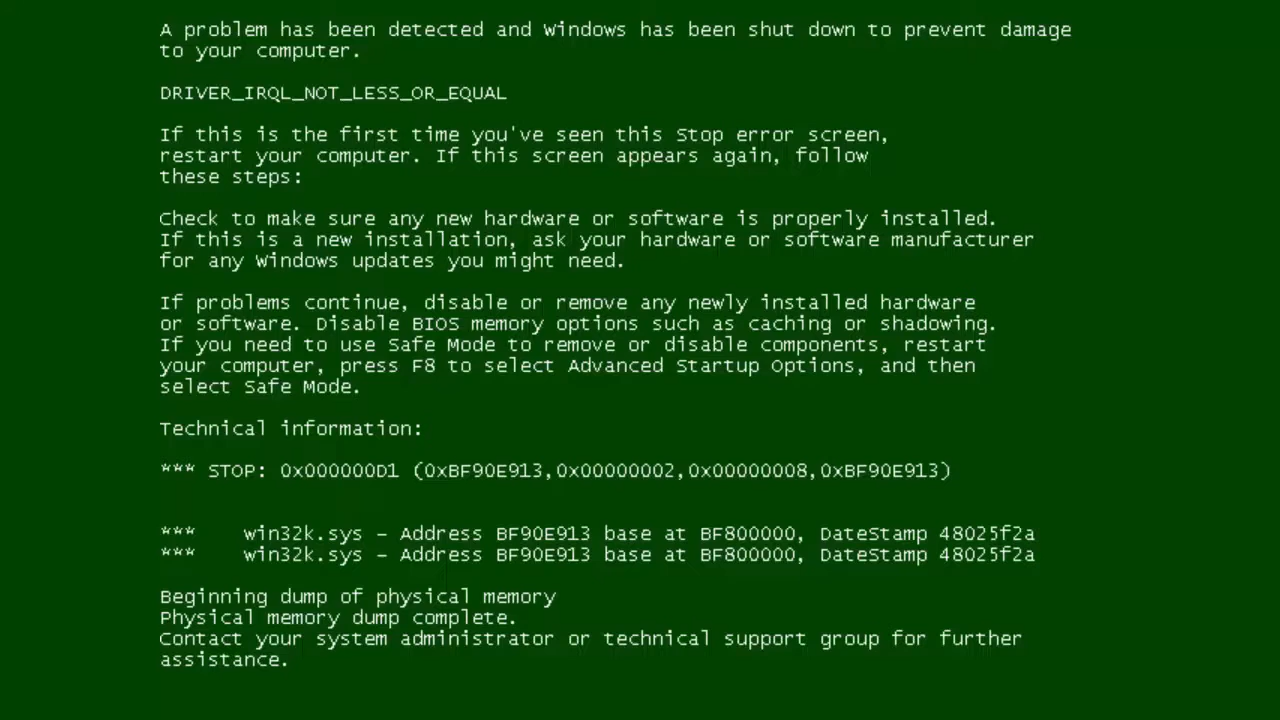 A problem has been detected and Windows has been shut down to prevent damage
to your computer.
DRIVER_IRQL_NOT_LESS_OR_EQUAL
If this is the first time you've seen this Stop error screen,
restart your computer. If this screen appears again, follow
these steps:
Check to make sure any new hardware or software is properly installed.
If this is a new installation, ask your hardware or software manufacturer
for any Windows updates you might need.
If problems continue, disable or remove any newly installed hardware
or software. Disable BIOS memory options such as caching or shadowing.
If you need to use Safe Mode to remove or disable components, restart
your computer, press F8 to select Advanced Startup Options, and then
select Safe Mode.
Technical information:
*** STOP: 0x000000D1 (0xBF90E913,0x00000002,0x00000008,0xBF90E913)
*** win32k.sys – Address BF90E913 base at BF800000, DateStamp 48025f2a
*** win32k.sys – Address BF90E913 base at BF800000, DateStamp 48025f2a
Beginning dump of physical memory
Physical memory dump complete.
Contact your system administrator or technical support group for further
assistance.